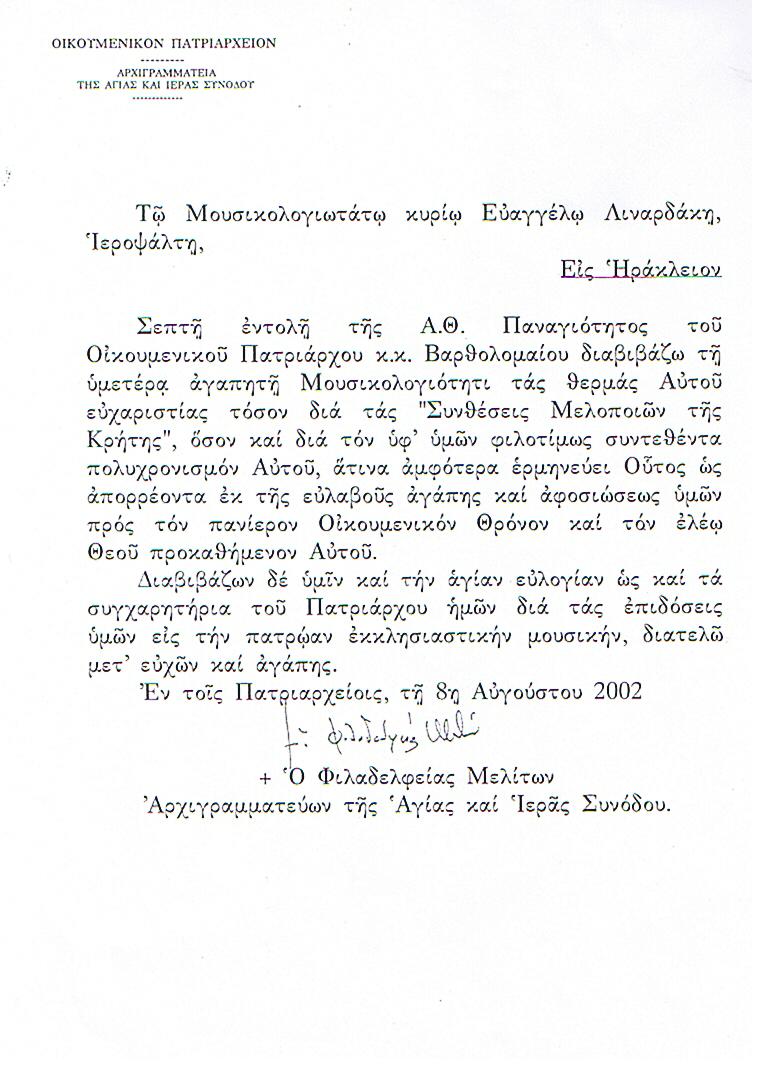 ΟΙΚΟΥΜΕΝΙΚΟΝ ΠΑΤΡΙΑΡΧΕΙΟΝ
ΑΡΧΙΓΡΑΜΜΑΤΕΙΑ
ΤΗΣ ΑΓΙΑΣ ΚΑΙ ΙΕΡΑΣ ΣΥΝΟΔΟΥ
Τῷ Μουσικολογιωτάτῳ κυρίῳ Εὐαγγέλῳ Λιναρδάκῃ,
Ἱεροψάλτῃ,
Εἰς Ἡράκλειον
Σεπτῇ ἐντολῇ τῆς Α.Θ. Παναγιότητος τοῦ
Οἰκουμενικοῦ Πατριάρχου κ.κ. Βαρθολομαίου διαβιβάζω τῇ
ὑμετέρᾳ ἀγαπητῇ Μουσικολογιότητι τάς θερμάς Αὐτοῦ
εὐχαριστίας τόσον διά τάς "Συνθέσεις Μελοποιῶν τῆς
Κρήτης", ὅσον καί διά τόν ὑφ' ὑμῶν φιλοτίμως συντεθέντα
πολυχρονισμόν Αὐτοῦ, ἅτινα ἀμφότερα ἑρμηνεύει Οὗτος ὡς
ἀπορρέοντα ἐκ τῆς εὐλαβοῦς ἀγάπης καί ἀφοσιώσεως ὑμῶν
πρός τόν πανίερον Οἰκουμενικόν Θρόνον καί τόν ἐλέῳ
Θεοῦ προκαθήμενον Αὐτοῦ.
Διαβιβάζων δέ ὑμῖν καί τήν ἁγίαν εὐλογίαν ὡς καί τά
συγχαρητήρια τοῦ Πατριάρχου ἡμῶν διά τάς ἐπιδόσεις
ὑμῶν εἰς τήν πατρῴαν ἐκκλησιαστικήν μουσικήν, διατελῶ
μετ' εὐχῶν καί ἀγάπης.
Ἐν τοῖς Πατριαρχείοις, τῇ 8ῃ Αὐγούστου 2002
+ Ὁ Φιλαδελφείας Μελίτων
Ἀρχιγραμματεύων τῆς Ἁγίας καί Ἱερᾶς Συνόδου.